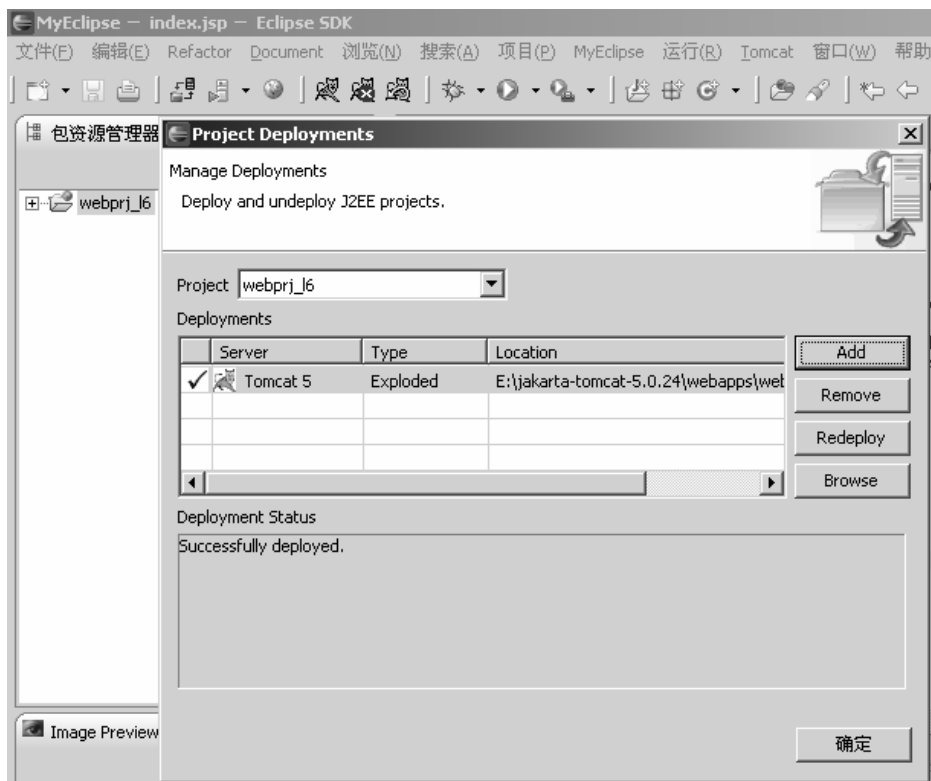 MyEclipse — index.jsp — Eclipse SDK
文件(F) 编辑(E) Refactor Document 浏览(N) 搜索(A) 项目(P) MyEclipse 运行(R) Tomcat 窗口(W) 帮助
包资源管理器
Project Deployments
Manage Deployments
Deploy and undeploy J2EE projects.
webprj_l6
Project webprj_l6
Deployments
Server Type Location
Add
Tomcat 5 Exploded E:\jakarta-tomcat-5.0.24\webapps\web
Remove
Redeploy
Browse
Deployment Status
Successfully deployed.
Image Preview
确定